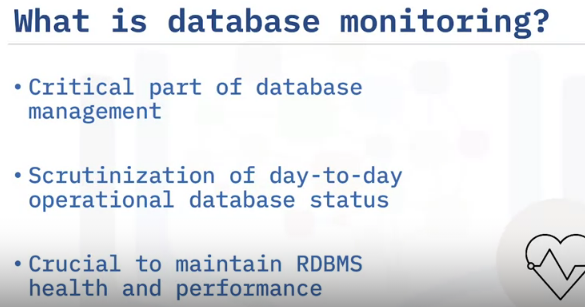 What is database monitoring?
• Critical part of database
management
• Scrutinization of day-to-day
operational database status
• Crucial to maintain RDBMS
health and performance